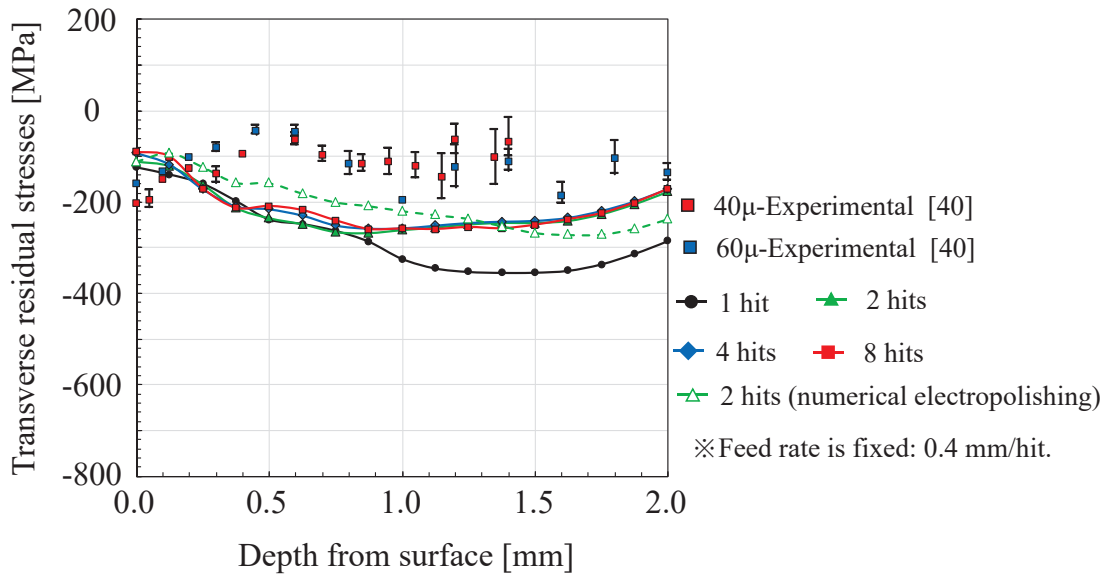 Transverse residual stresses [MPa]
200
0
-200
-400
-600
-800
0.0
0.5
1.0
1.5
2.0
Depth from surface [mm]
40μ-Experimental [40]
60μ-Experimental [40]
1 hit
2 hits
4 hits
8 hits
2 hits (numerical electropolishing)
※Feed rate is fixed: 0.4 mm/hit.